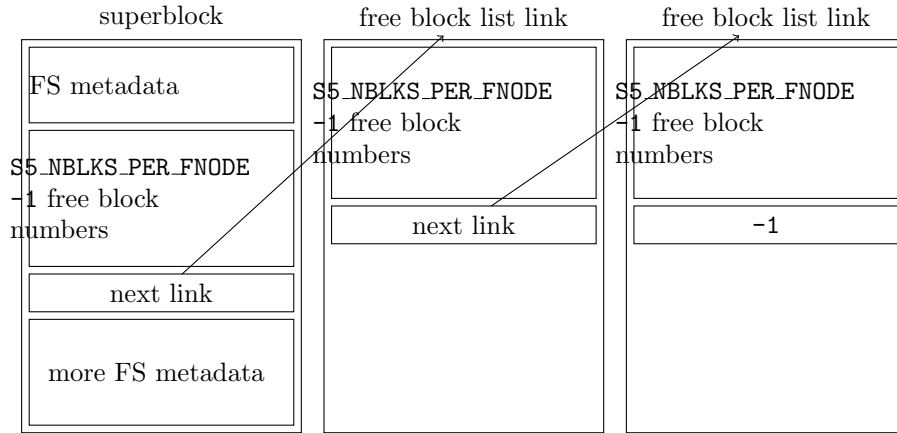 superblock
FS metadata
S5_NBLKS_PER_FNODE
-1 free block
numbers
next link
more FS metadata
free block list link
S5_NBLKS_PER_FNODE
-1 free block
numbers
next link
free block list link
S5_NBLKS_PER_FNODE
-1 free block
numbers
-1